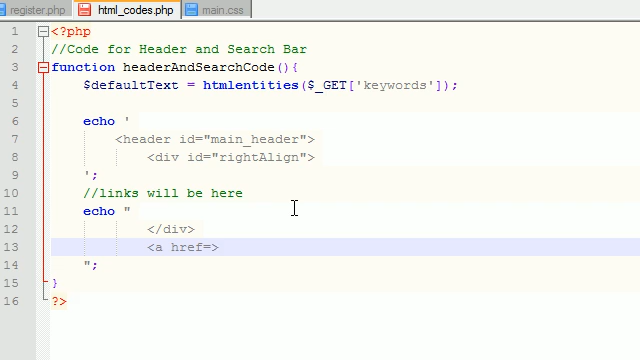 register.php html_codes.php main.css
1 <?php
2 //Code for Header and Search Bar
3 function headerAndSearchCode(){
4 $defaultText = htmlentities($_GET['keywords']);
5
6 echo '
7 <header id="main_header">
8 <div id="rightAlign">
9 ';
10 //links will be here
11 echo "
12 </div>
13 <a href=>
14 ";
15 }
16 ?>